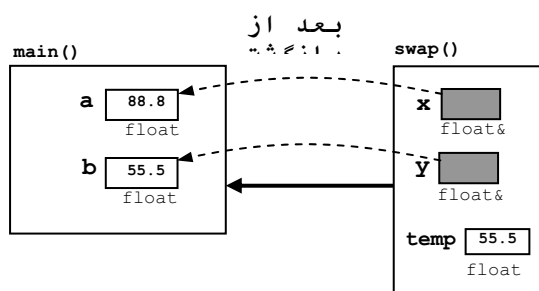 بعد از
main()
a 88.8
float
b 55.5
float
swap()
x
float&
y
float&
temp 55.5
float